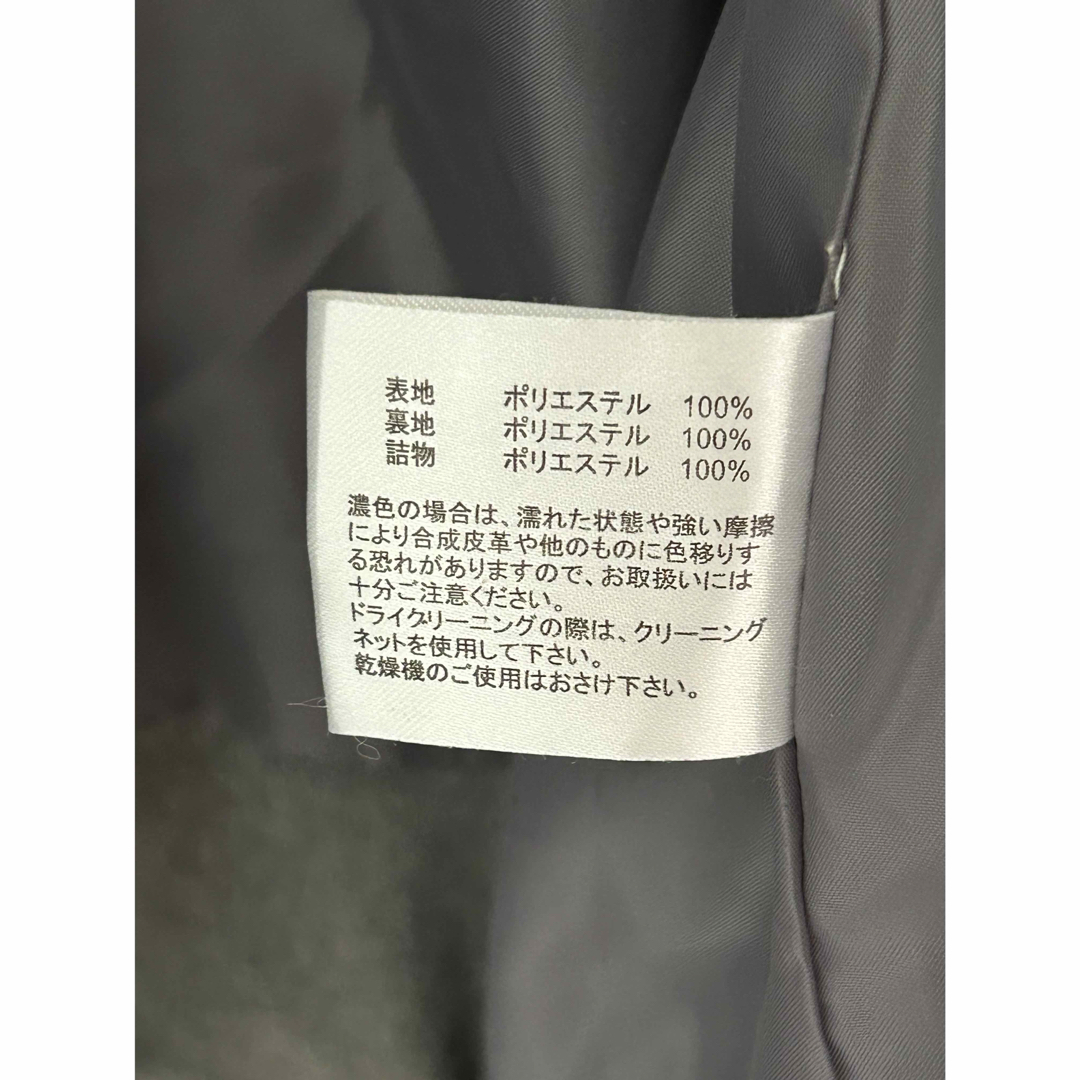 表地 ポリエステル 100%
裏地 ポリエステル 100%
詰物 ポリエステル 100%
濃色の場合は、濡れた状態や強い摩擦
により合成皮革や他のものに色移りす
る恐れがありますので、お取扱いには
十分ご注意ください。
ドライクリーニングの際は、クリーニング
ネットを使用して下さい。
乾燥機のご使用はおさけ下さい。